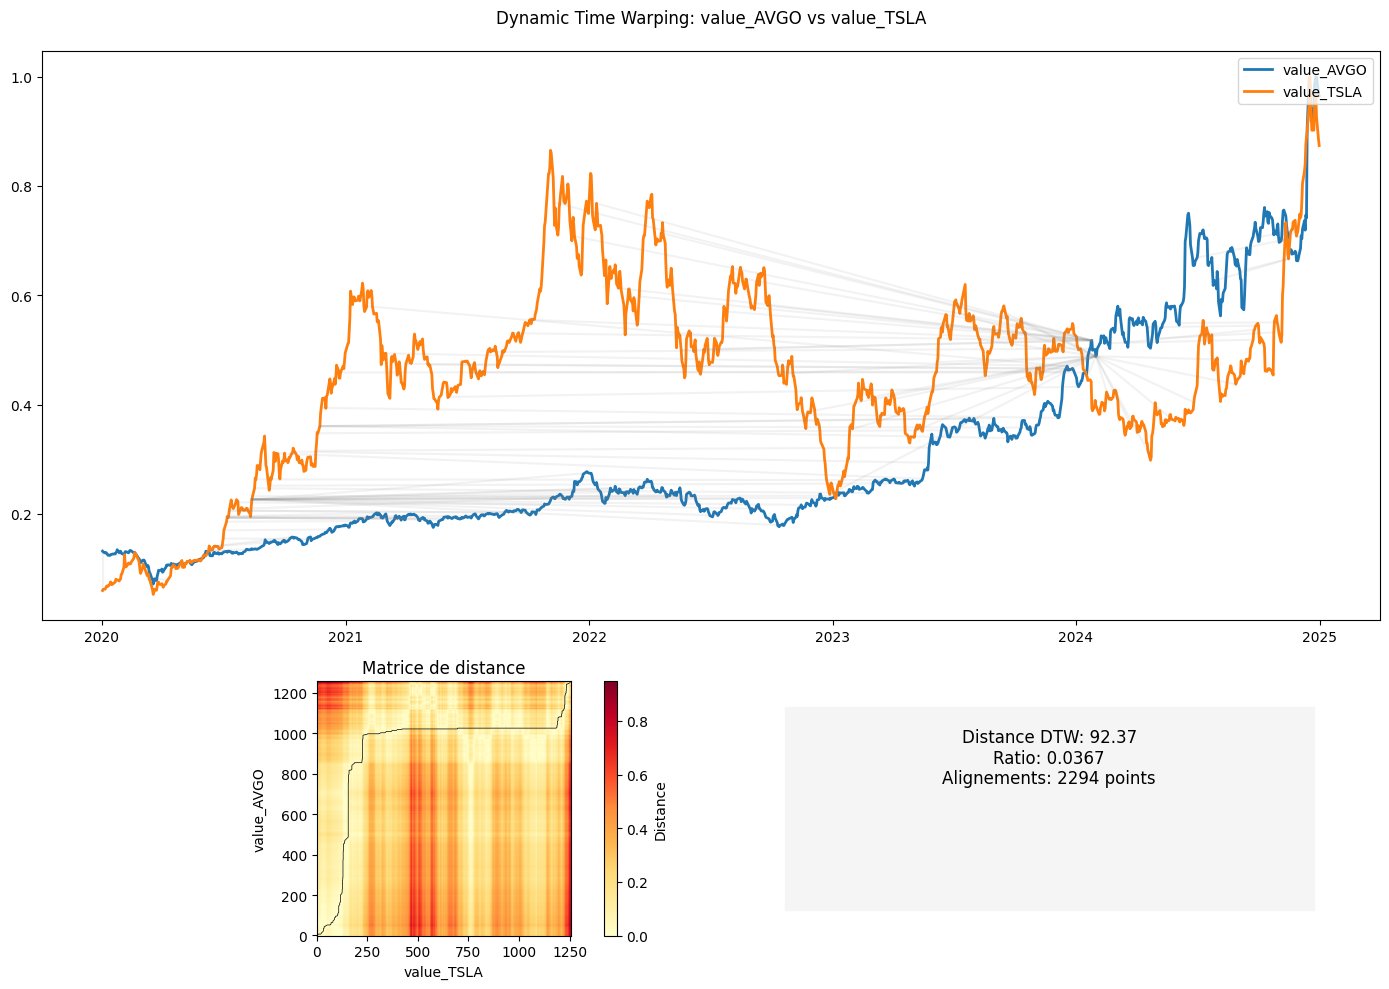 Dynamic Time Warping: value_AVGO vs value_TSLA
value_AVGO
value_TSLA
1.0
0.8
0.6
0.4
0.2
2020 2021 2022 2023 2024 2025
Matrice de distance
value_AVGO
1200
1000
800
600
400
200
0
0 250 500 750 1000 1250
value_TSLA
0.8
0.6
0.4
0.2
0.0
Distance
Distance DTW: 92.37
Ratio: 0.0367
Alignements: 2294 points